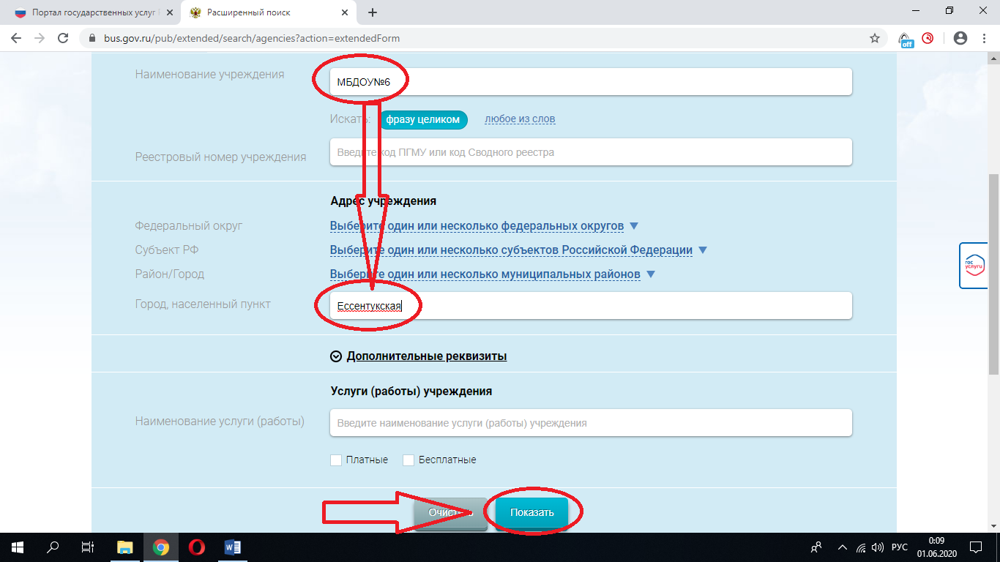 Портал государственных услуг
Расширенный поиск
bus.gov.ru/pub/extended/search/agencies?action=extendedForm
off
Наименование учреждения
МБДОУ№6
Искать:
фразу целиком
любое из слов
Реестровый номер учреждения
Введите код ПГМУ или код Сводного реестра
Адрес учреждения
Федеральный округ
Выберите один или несколько федеральных округов
Субъект РФ
Выберите один или несколько субъектов Российской Федерации
Район/Город
Выберите один или несколько муниципальных районов
гос
услуги
Город, населенный пункт
Ессентукская
Дополнительные реквизиты
Услуги (работы) учреждения
Наименование услуги (работы)
Введите наименование услуги (работы) учреждения
Платные
Бесплатные
Очистить
Показать
РУС
0:09
01.06.2020